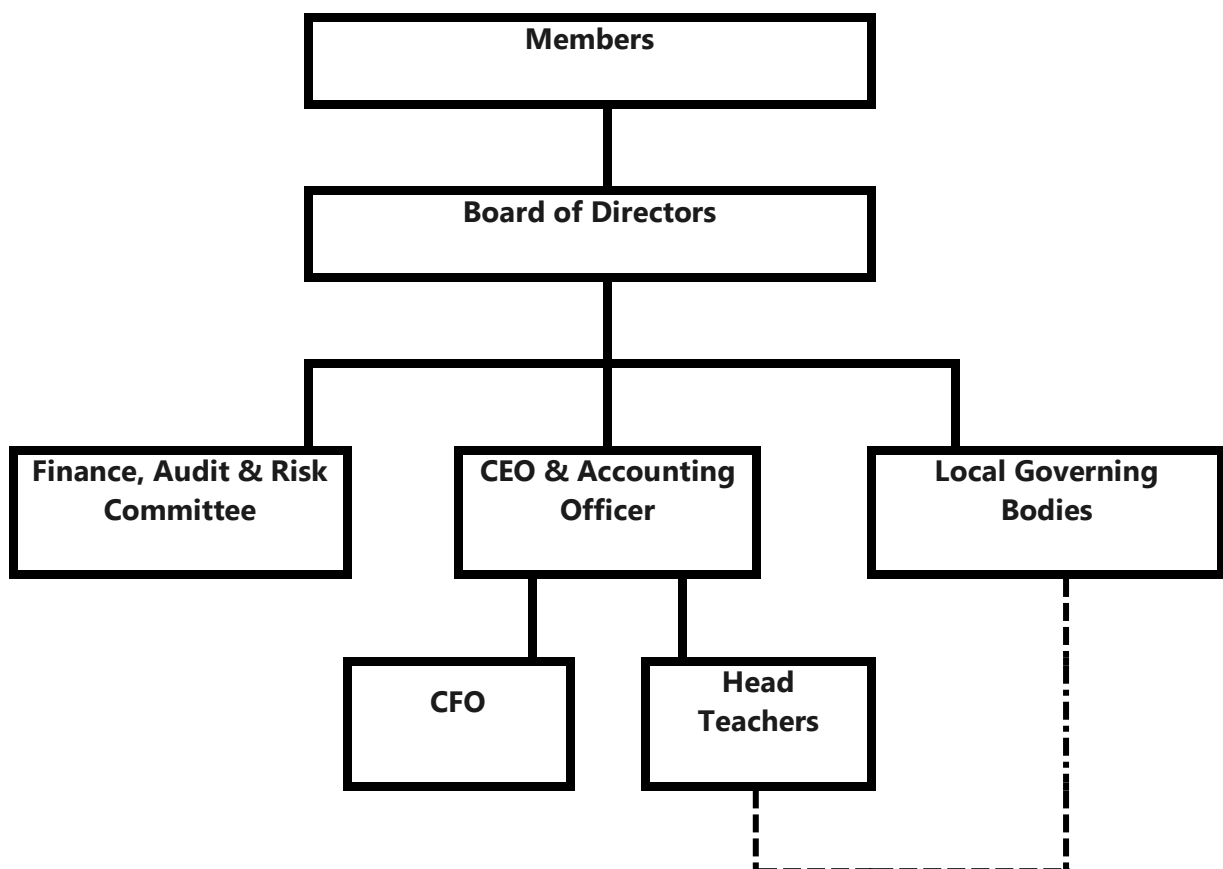 Members
Board of Directors
Finance, Audit & Risk
Committee
CEO & Accounting
Officer
Local Governing
Bodies
CFO
Head
Teachers